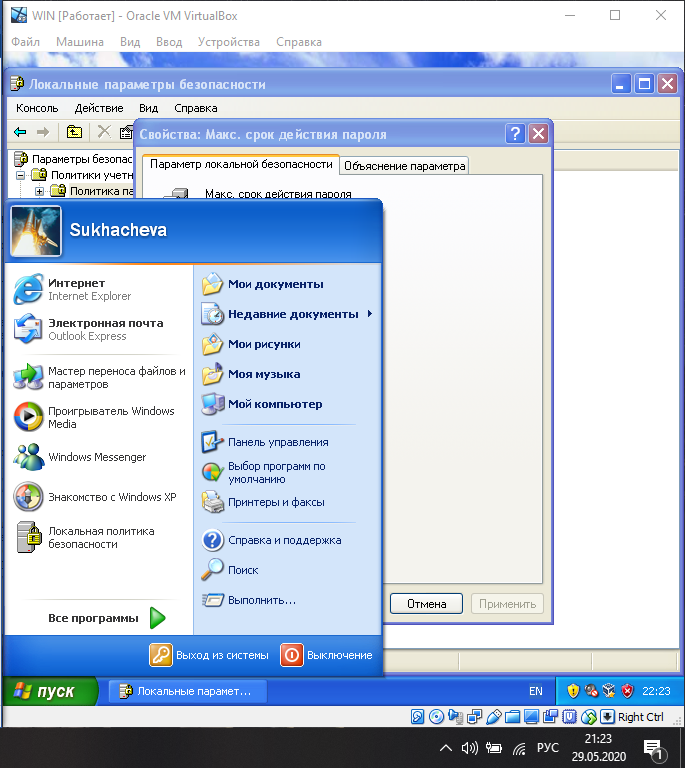 WIN [Работает] - Oracle VM VirtualBox
Файл Машина Вид Ввод Устройства Справка
Локальные параметры безопасности
Консоль Действие Вид Справка
Свойства: Макс. срок действия пароля
Параметр локальной безопасности Объяснение параметра
Параметры безопас
Политики учетн
Политика па
Макс. срок действия пароля
Sukhacheva
Интернет
Internet Explorer
Электронная почта
Outlook Express
Мастер переноса файлов и
параметров
Проигрыватель Windows
Media
Windows Messenger
Знакомство с Windows XP
Локальная политика
безопасности
Все программы
Мои документы
Недавние документы
Мои рисунки
Моя музыка
Мой компьютер
Панель управления
Выбор программ по
умолчанию
Принтеры и факсы
Справка и поддержка
Поиск
Выполнить...
Отмена Применить
Выход из системы Выключение
пуск Локальные парамет... EN 22:23
Right Ctrl
РУС 21:23
29.05.2020
1